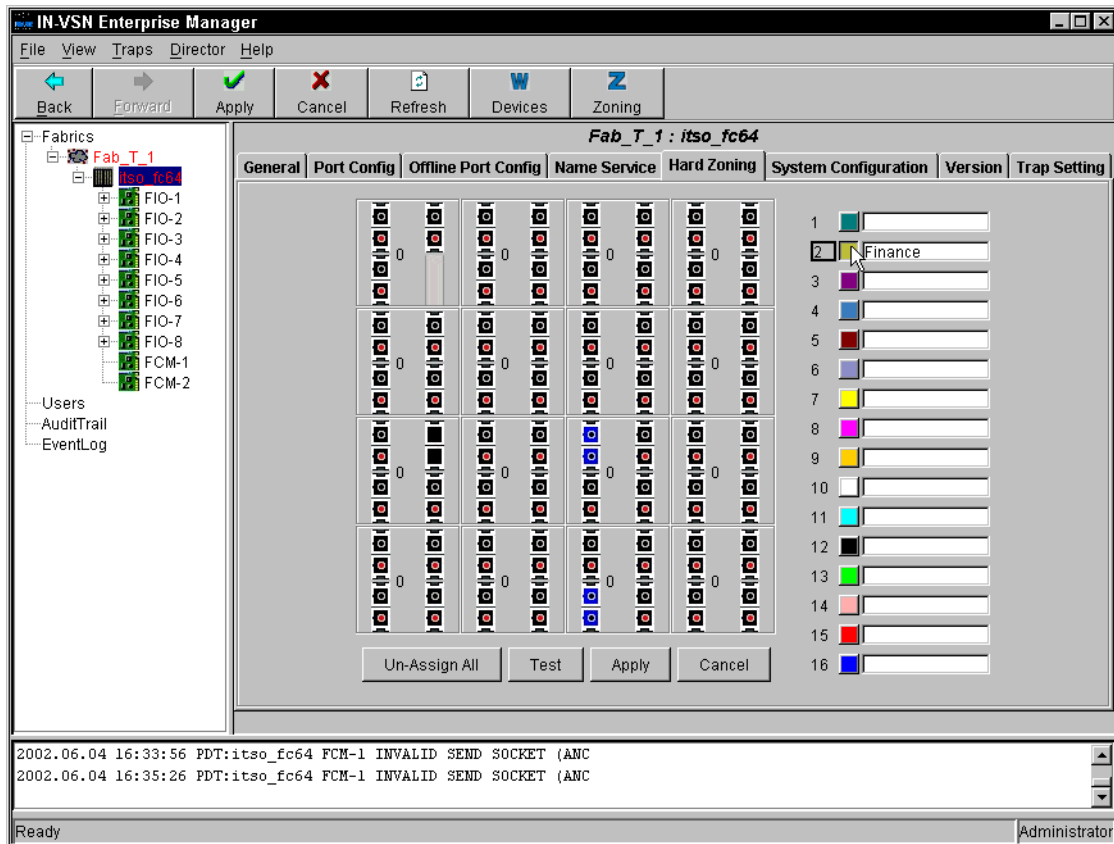 IN-VSN Enterprise Manager
File View Traps Director Help
Back Forward Apply Cancel Refresh Devices Zoning
Fabrics
Fab_T_1
itso_fc64
FIO-1
FIO-2
FIO-3
FIO-4
FIO-5
FIO-6
FIO-7
FIO-8
FCM-1
FCM-2
Users
AuditTrail
EventLog
Fab_T_1 : itso_fc64
General Port Config Offline Port Config Name Service Hard Zoning System Configuration Version Trap Setting
0 0 0 0
0 0 0 0
0 0 0 0
0 0 0 0
1
2 Finance
3
4
5
6
7
8
9
10
11
12
13
14
15
16
Un-Assign All Test Apply Cancel
2002.06.04 16:33:56 PDT:itso_fc64 FCM-1 INVALID SEND SOCKET (ANC
2002.06.04 16:35:26 PDT:itso_fc64 FCM-1 INVALID SEND SOCKET (ANC
Ready Administrator